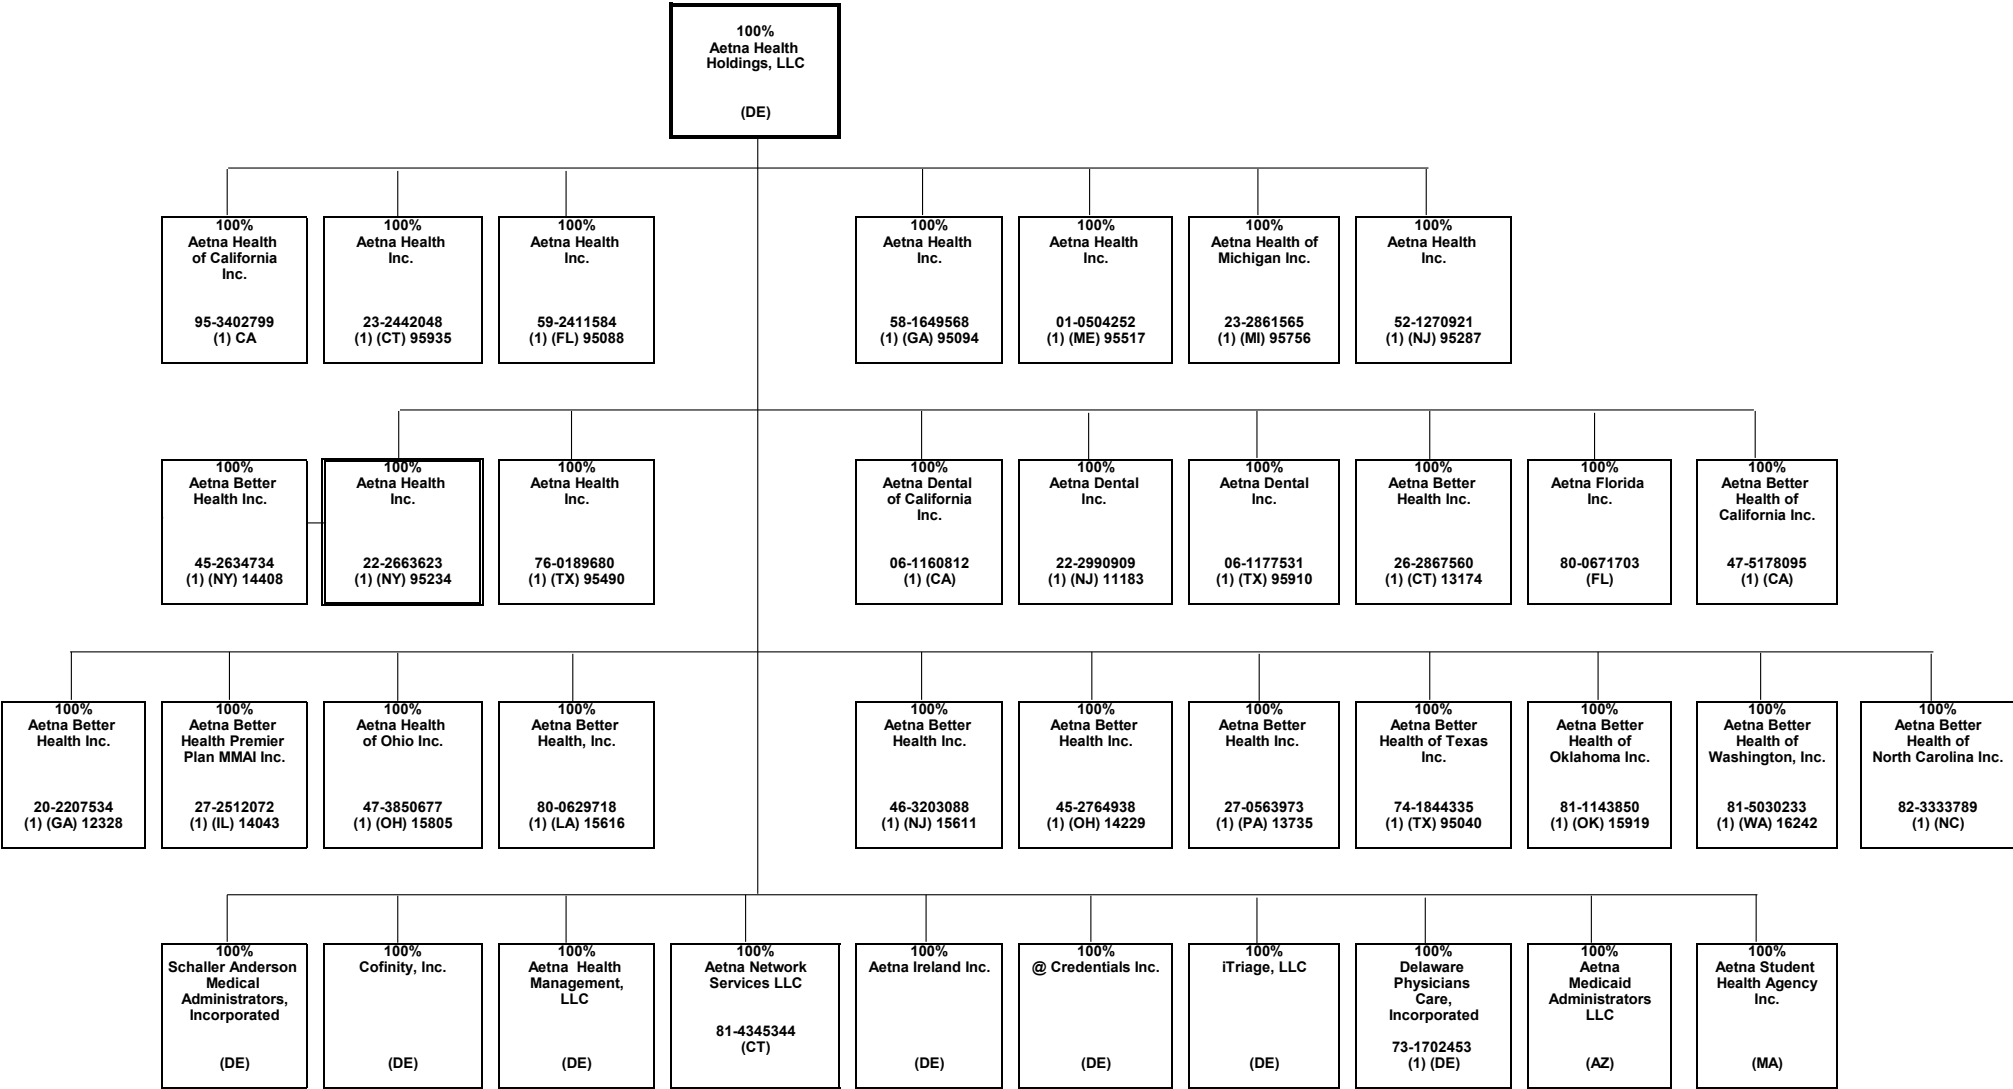 100%
Aetna Health
Holdings, LLC
(DE)
100%
Aetna Health
of California
Inc.
95-3402799
(1) CA
100%
Aetna Health
Inc.
23-2442048
(1) (CT) 95935
100%
Aetna Health
Inc.
59-2411584
(1) (FL) 95088
100%
Aetna Health
Inc.
58-1649568
(1) (GA) 95094
100%
Aetna Health
Inc.
01-0504252
(1) (ME) 95517
100%
Aetna Health of
Michigan Inc.
23-2861565
(1) (MI) 95756
100%
Aetna Health
Inc.
52-1270921
(1) (NJ) 95287
100%
Aetna Better
Health Inc.
45-2634734
(1) (NY) 14408
100%
Aetna Health
Inc.
22-2663623
(1) (NY) 95234
100%
Aetna Health
Inc.
76-0189680
(1) (TX) 95490
100%
Aetna Dental
of California
Inc.
06-1160812
(1) (CA)
100%
Aetna Dental
Inc.
22-2990909
(1) (NJ) 11183
100%
Aetna Dental
Inc.
06-1177531
(1) (TX) 95910
100%
Aetna Better
Health Inc.
26-2867560
(1) (CT) 13174
100%
Aetna Florida
Inc.
80-0671703
(FL)
100%
Aetna Better
Health of
California Inc.
47-5178095
(1) (CA)
100%
Aetna Better
Health Inc.
20-2207534
(1) (GA) 12328
100%
Aetna Better
Health Premier
Plan MMAI Inc.
27-2512072
(1) (IL) 14043
100%
Aetna Health
of Ohio Inc.
47-3850677
(1) (OH) 15805
100%
Aetna Better
Health, Inc.
80-0629718
(1) (LA) 15616
100%
Aetna Better
Health Inc.
46-3203088
(1) (NJ) 15611
100%
Aetna Better
Health Inc.
45-2764938
(1) (OH) 14229
100%
Aetna Better
Health Inc.
27-0563973
(1) (PA) 13735
100%
Aetna Better
Health of Texas
Inc.
74-1844335
(1) (TX) 95040
100%
Aetna Better
Health of
Oklahoma Inc.
81-1143850
(1) (OK) 15919
100%
Aetna Better
Health of
Washington, Inc.
81-5030233
(1) (WA) 16242
100%
Aetna Better
Health of
North Carolina Inc.
82-3333789
(1) (NC)
100%
Schaller Anderson
Medical
Administrators,
Incorporated
(DE)
100%
Cofinity, Inc.
(DE)
100%
Aetna Health
Management,
LLC
(DE)
100%
Aetna Network
Services LLC
81-4345344
(CT)
100%
Aetna Ireland Inc.
(DE)
100%
@ Credentials Inc.
(DE)
100%
iTriage, LLC
(DE)
100%
Delaware
Physicians
Care,
Incorporated
73-1702453
(1) (DE)
100%
Aetna
Medicaid
Administrators
LLC
(AZ)
100%
Aetna Student
Health Agency
Inc.
(MA)